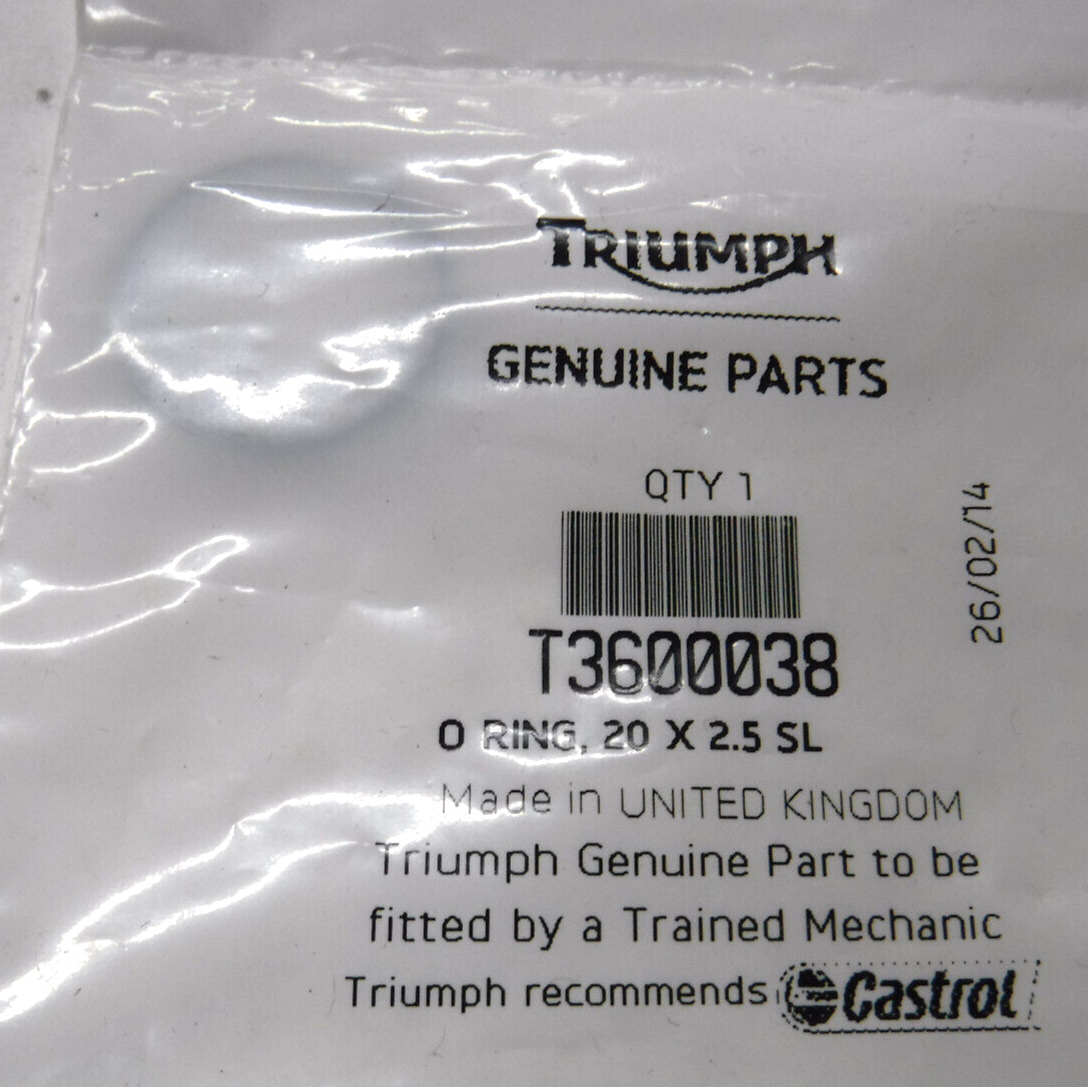 TRIUMPH
GENUINE PARTS
QTY 1
26/02/14
T3600038
O RING, 20 X 2.5 SL
Made in UNITED KINGDOM
Triumph Genuine Part to be
fitted by a Trained Mechanic
Triumph recommends Castrol